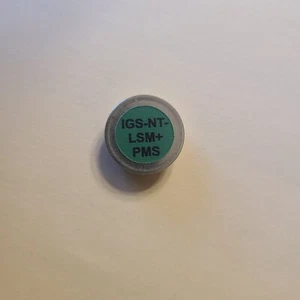 IGS-NT-
LSM+
PMS